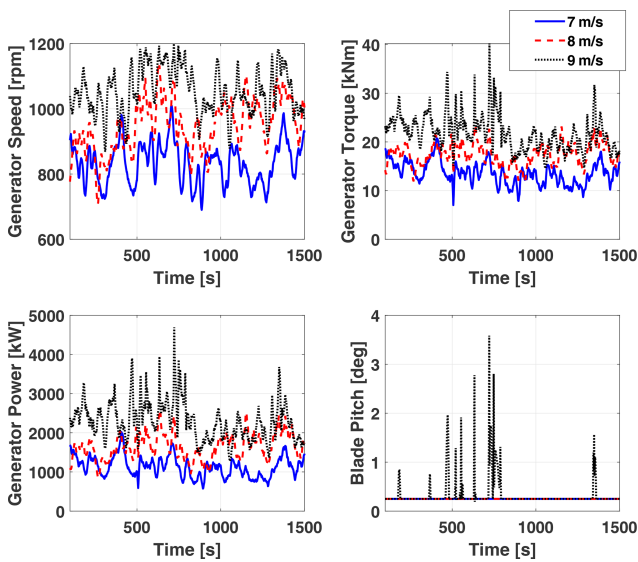 7 m/s
8 m/s
9 m/s
1200
1000
800
600
Generator Speed [rpm]
500
1000
1500
Time [s]
40
30
20
10
0
Generator Torque [kNm]
500
1000
1500
Time [s]
5000
4000
3000
2000
1000
0
Generator Power [kW]
500
1000
1500
Time [s]
4
3
2
1
0
Blade Pitch [deg]
500
1000
1500
Time [s]